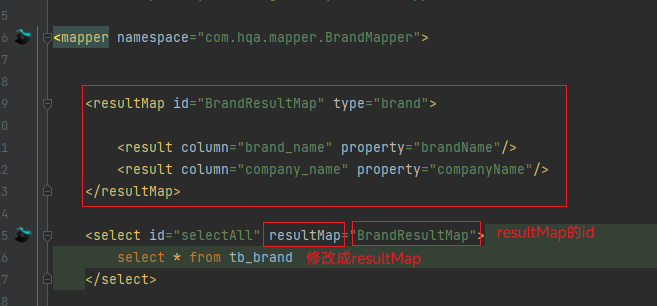 5
6 <mapper namespace="com.hqa.mapper.BrandMapper">
7
8
9 <resultMap id="BrandResultMap" type="brand">
0
1 <result column="brand_name" property="brandName"/>
2 <result column="company_name" property="companyName"/>
3 </resultMap>
4
5 <select id="selectAll" resultMap="BrandResultMap"> resultMap的id
6 select * from tb_brand 修改成resultMap
7 </select>